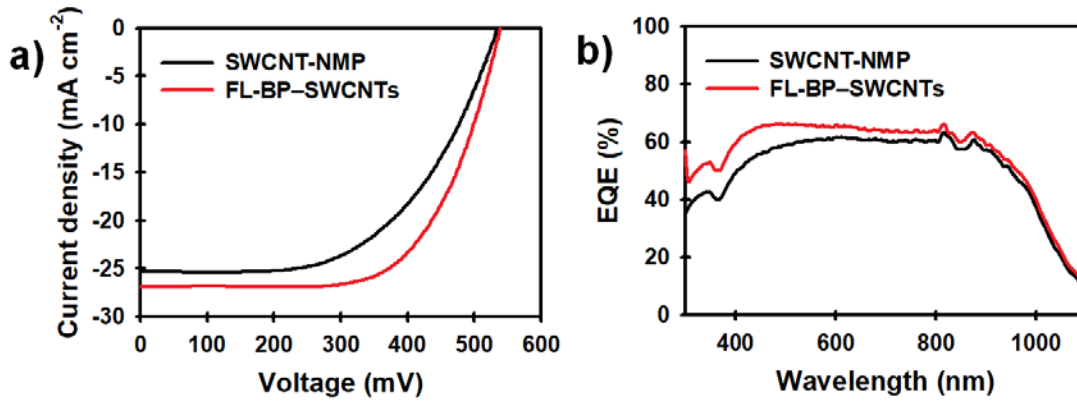 a)
Current density (mA cm⁻²)
0
-5
-10
-15
-20
-25
-30
SWCNT-NMP
FL-BP–SWCNTs
0 100 200 300 400 500 600
Voltage (mV)
b)
EQE (%)
100
80
60
40
20
0
SWCNT-NMP
FL-BP–SWCNTs
400 600 800 1000
Wavelength (nm)